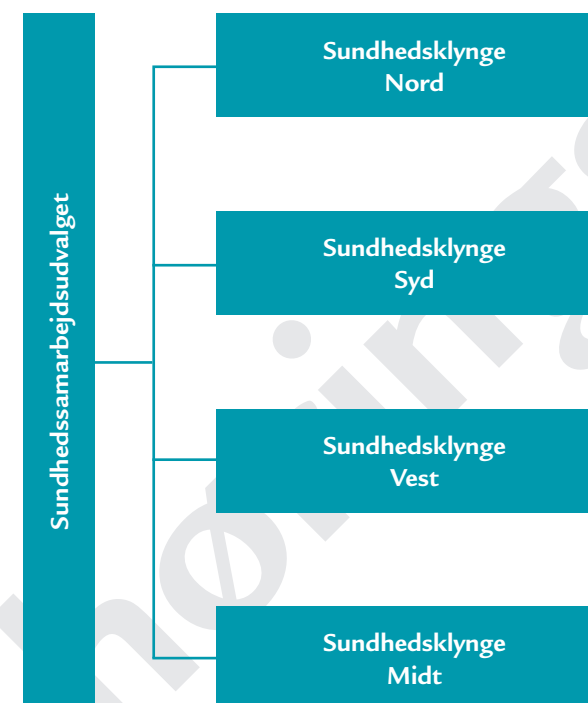 Sundhedssamarbejdsudvalget
Sundhedsklynge
Nord
Sundhedsklynge
Syd
Sundhedsklynge
Vest
Sundhedsklynge
Midt